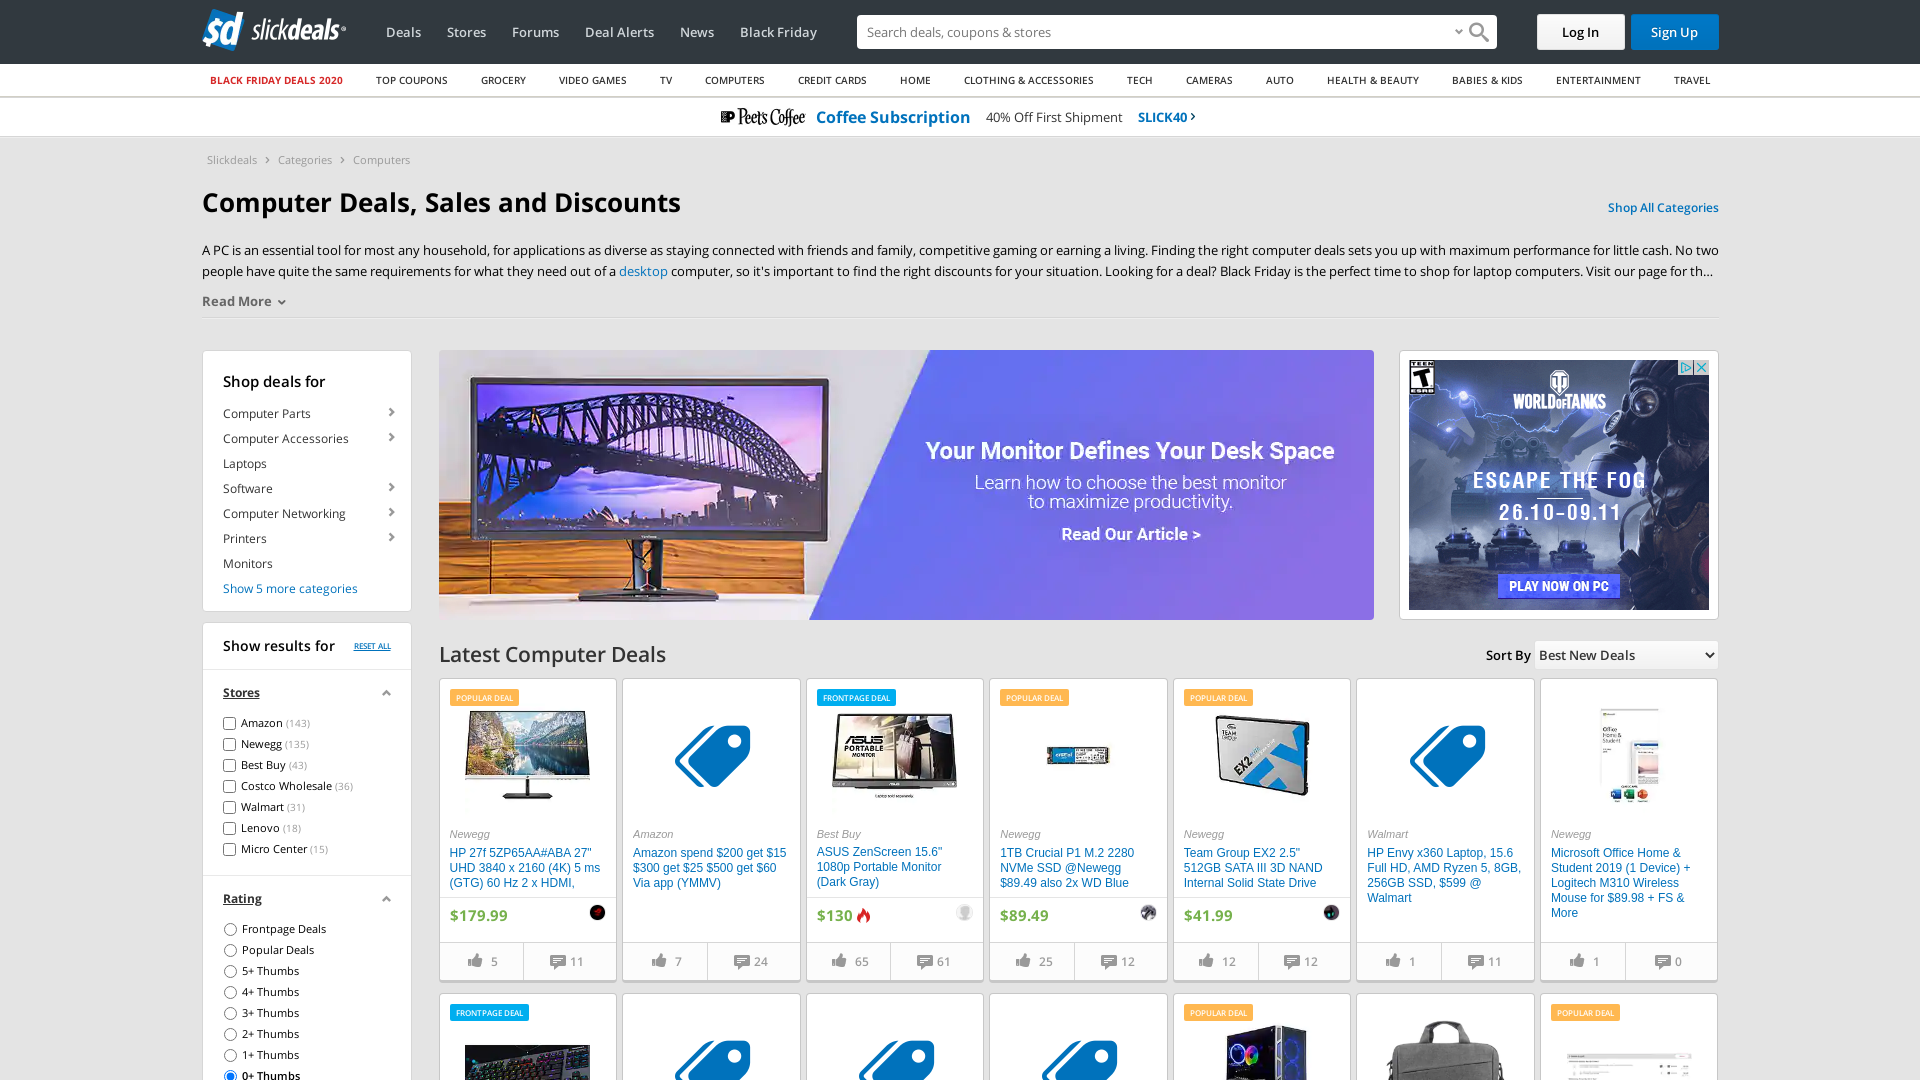 slickdeals
Deals
Stores
Forums
Deal Alerts
News
Black Friday
Search deals, coupons & stores
Log In
Sign Up
BLACK FRIDAY DEALS 2020
TOP COUPONS
GROCERY
VIDEO GAMES
TV
COMPUTERS
CREDIT CARDS
HOME
CLOTHING & ACCESSORIES
TECH
CAMERAS
AUTO
HEALTH & BEAUTY
BABIES & KIDS
ENTERTAINMENT
TRAVEL
Peet's Coffee Coffee Subscription 40% Off First Shipment SLICK40
Slickdeals > Categories > Computers
Computer Deals, Sales and Discounts
Shop All Categories
A PC is an essential tool for most any household, for applications as diverse as staying connected with friends and family, competitive gaming or earning a living. Finding the right computer deals sets you up with maximum performance for little cash. No two
people have quite the same requirements for what they need out of a desktop computer, so it's important to find the right discounts for your situation. Looking for a deal? Black Friday is the perfect time to shop for laptop computers. Visit our page for th...
Read More
Shop deals for
Computer Parts
Computer Accessories
Laptops
Software
Computer Networking
Printers
Monitors
Show 5 more categories
Your Monitor Defines Your Desk Space
Learn how to choose the best monitor
to maximize productivity.
Read Our Article >
TEEN
T
ESRB
WORLD OF TANKS
ESCAPE THE FOG
26.10-09.11
PLAY NOW ON PC
Show results for
RESET ALL
Stores
Amazon (143)
Newegg (135)
Best Buy (43)
Costco Wholesale (36)
Walmart (31)
Lenovo (18)
Micro Center (15)
Rating
Frontpage Deals
Popular Deals
5+ Thumbs
4+ Thumbs
3+ Thumbs
2+ Thumbs
1+ Thumbs
0+ Thumbs
Latest Computer Deals
Sort By Best New Deals
POPULAR DEAL
Newegg
HP 27f 5ZP65AA#ABA 27"
UHD 3840 x 2160 (4K) 5 ms
(GTG) 60 Hz 2 x HDMI,
$179.99
5
11
Amazon
Amazon spend $200 get $15
$300 get $25 $500 get $60
Via app (YMMV)
7
24
FRONTPAGE DEAL
ASUS
PORTABLE
MONITOR
Best Buy
ASUS ZenScreen 15.6"
1080p Portable Monitor
(Dark Gray)
$130
65
61
POPULAR DEAL
Newegg
1TB Crucial P1 M.2 2280
NVMe SSD @Newegg
$89.49 also 2x WD Blue
$89.49
25
12
POPULAR DEAL
TEAM
GROUP
EX2
Newegg
Team Group EX2 2.5"
512GB SATA III 3D NAND
Internal Solid State Drive
$41.99
12
12
Walmart
HP Envy x360 Laptop, 15.6
Full HD, AMD Ryzen 5, 8GB,
256GB SSD, $599 @
Walmart
1
11
Office
Home &
Student
Newegg
Microsoft Office Home &
Student 2019 (1 Device) +
Logitech M310 Wireless
Mouse for $89.98 + FS &
More
1
0
FRONTPAGE DEAL
POPULAR DEAL
POPULAR DEAL